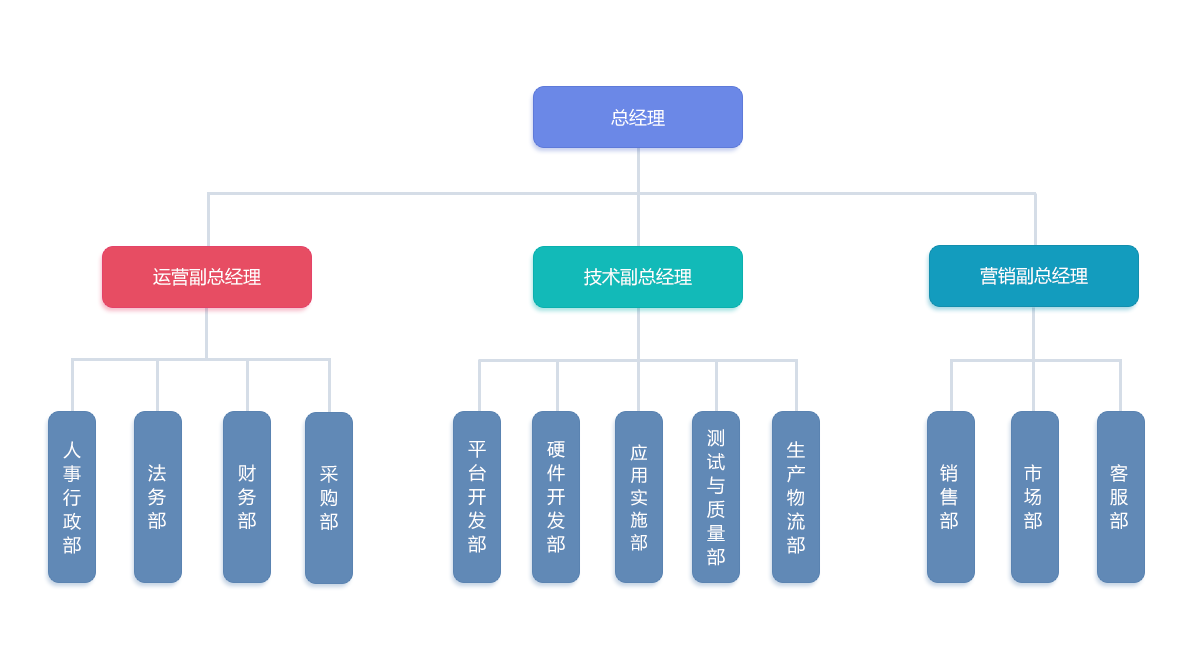 总经理
运营副总经理
技术副总经理
营销副总经理
人事行政部
法务部
财务部
采购部
平台开发部
硬件开发部
应用实施部
测试与质量部
生产物流部
销售部
市场部
客服部